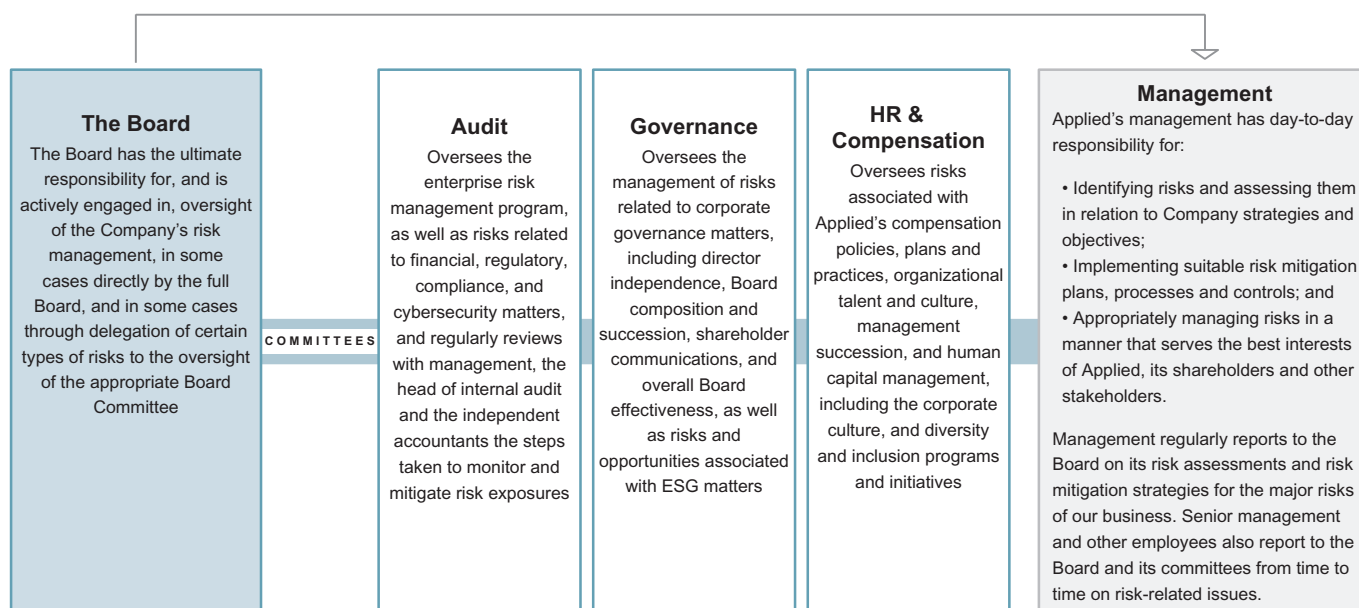 The Board
The Board has the ultimate
responsibility for, and is
actively engaged in, oversight
of the Company’s risk
management, in some
cases directly by the full
Board, and in some cases
through delegation of certain
types of risks to the oversight
of the appropriate Board
Committee
COMMITTEES
Audit
Oversees the
enterprise risk
management program,
as well as risks related
to financial, regulatory,
compliance, and
cybersecurity matters,
and regularly reviews
with management, the
head of internal audit
and the independent
accountants the steps
taken to monitor and
mitigate risk exposures
Governance
Oversees the
management of risks
related to corporate
governance matters,
including director
independence, Board
composition and
succession, shareholder
communications, and
overall Board
effectiveness, as well
as risks and
opportunities associated
with ESG matters
HR &
Compensation
Oversees risks
associated with
Applied’s compensation
policies, plans and
practices, organizational
talent and culture,
management
succession, and human
capital management,
including the corporate
culture, and diversity
and inclusion programs
and initiatives
Management
Applied’s management has day-to-day
responsibility for:
• Identifying risks and assessing them
in relation to Company strategies and
objectives;
• Implementing suitable risk mitigation
plans, processes and controls; and
• Appropriately managing risks in a
manner that serves the best interests
of Applied, its shareholders and other
stakeholders.
Management regularly reports to the
Board on its risk assessments and risk
mitigation strategies for the major risks
of our business. Senior management
and other employees also report to the
Board and its committees from time to
time on risk-related issues.